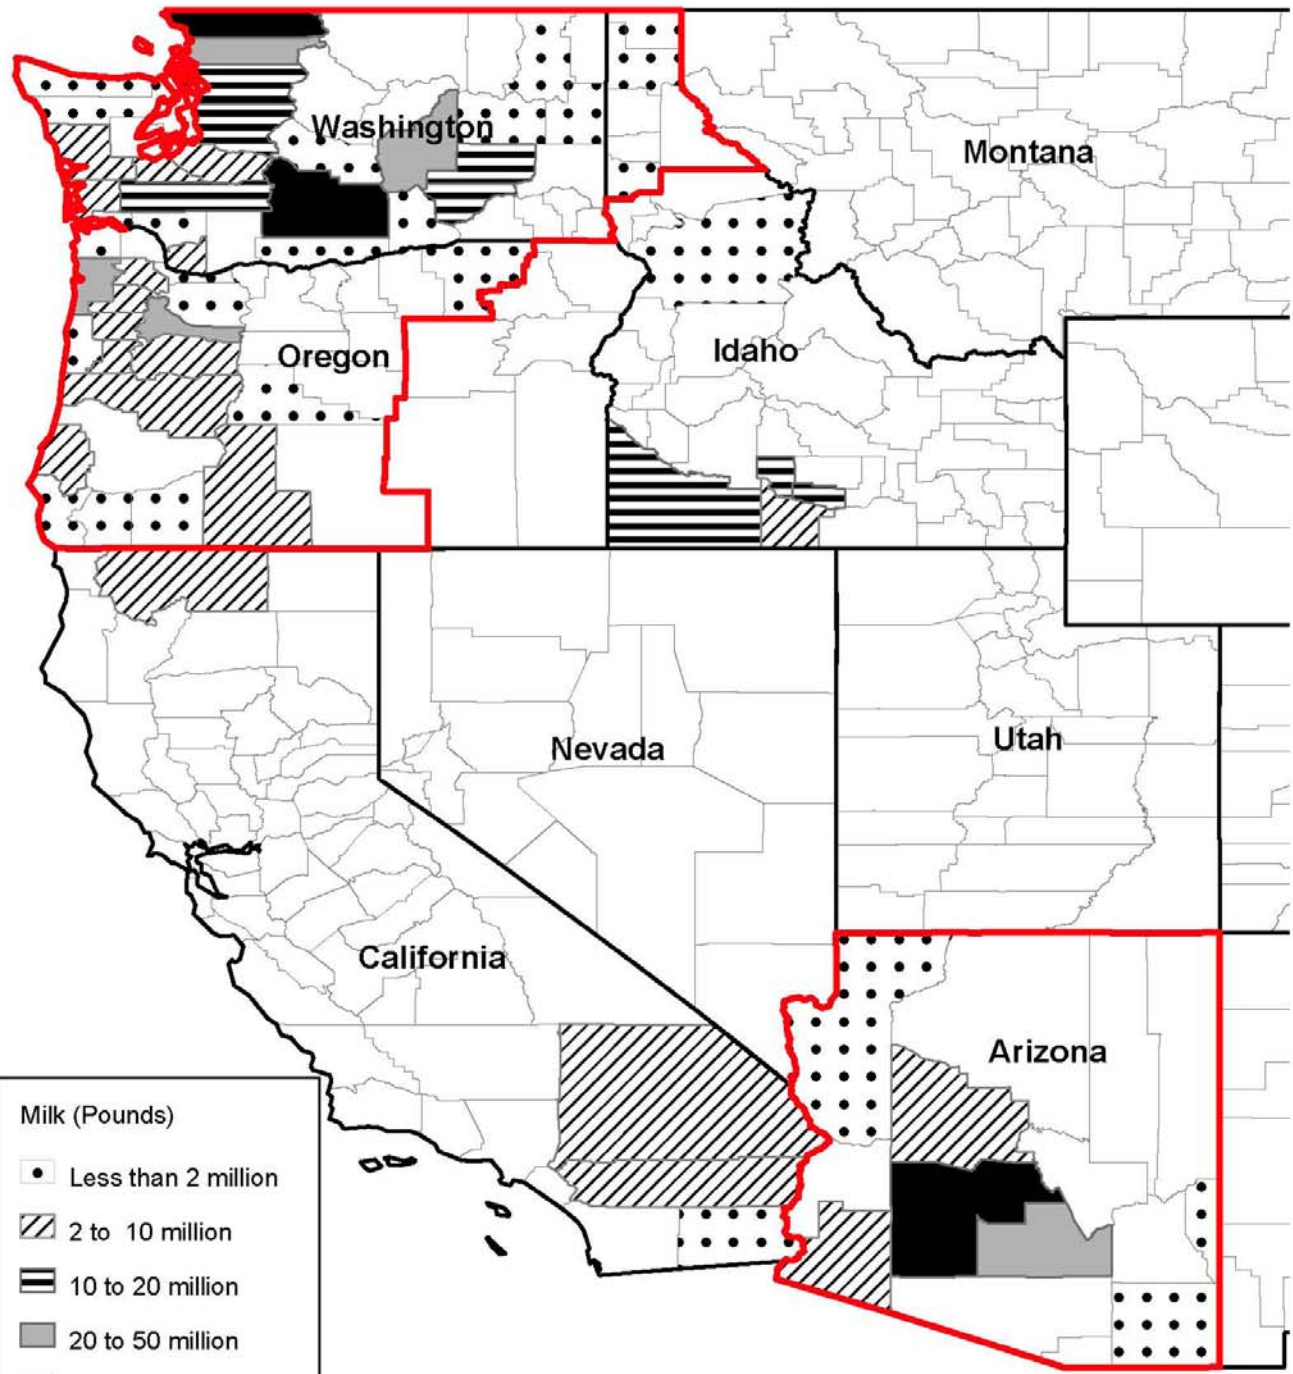 Washington
Montana
Oregon
Idaho
Nevada
Utah
California
Arizona
Milk (Pounds)
Less than 2 million
2 to 10 million
10 to 20 million
20 to 50 million